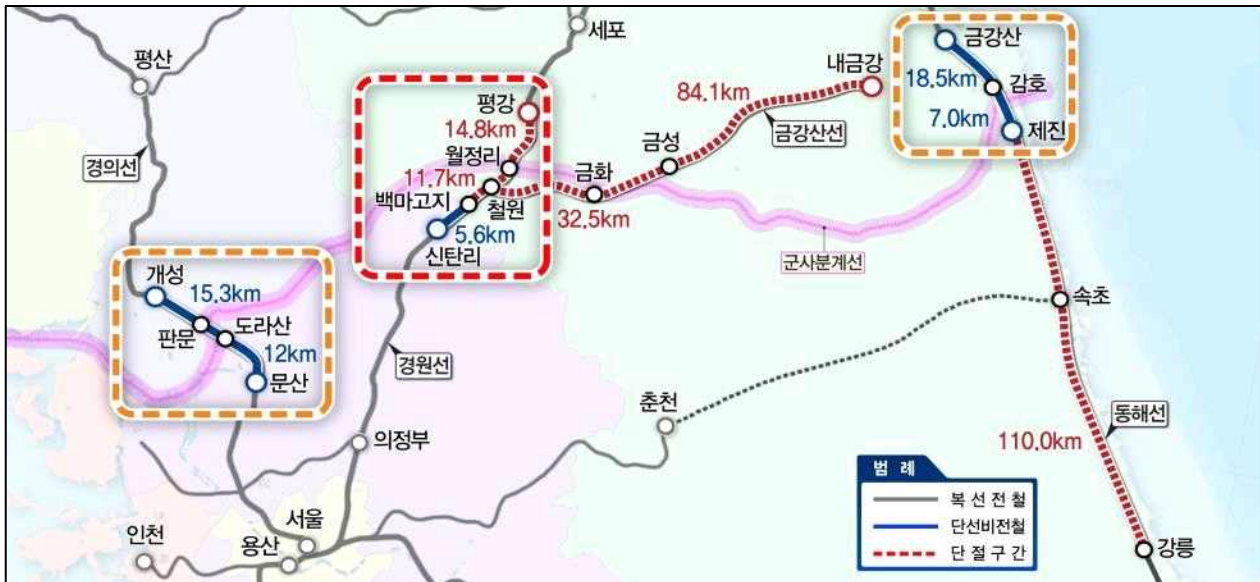 세포
평산
금강산
18.5km
감호
7.0km
제진
내금강
84.1km
금강산선
평강
14.8km
월정리
11.7km
백마고지
철원
5.6km
신탄리
금성
금화
32.5km
경의선
군사분계선
개성
15.3km
판문
도라산
12km
문산
경원선
속초
춘천
의정부
동해선
110.0km
범 례
복 선 전 철
단선비전철
단 절 구 간
서울
인천
용산
강릉